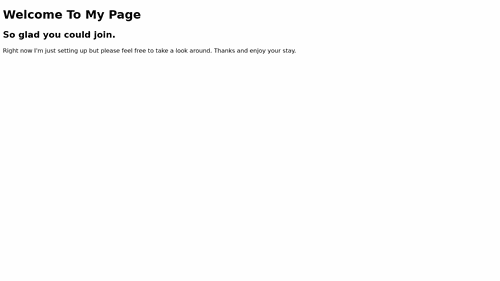 Welcome To My Page
So glad you could join.
Right now I'm just setting up but please feel free to take a look around. Thanks and enjoy your stay.